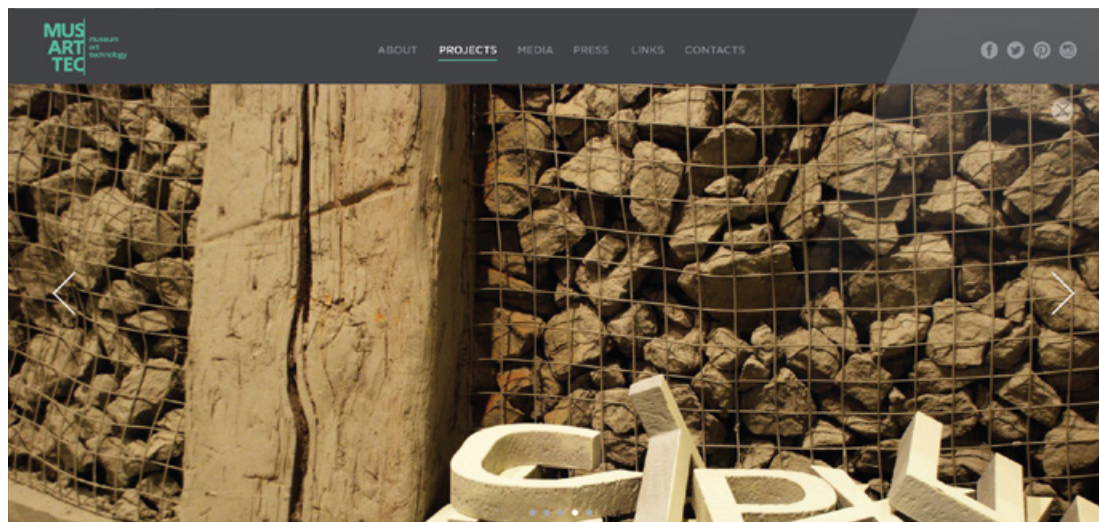 MUS
ART
TEC
museum
art
technology
ABOUT PROJECTS MEDIA PRESS LINKS CONTACTS